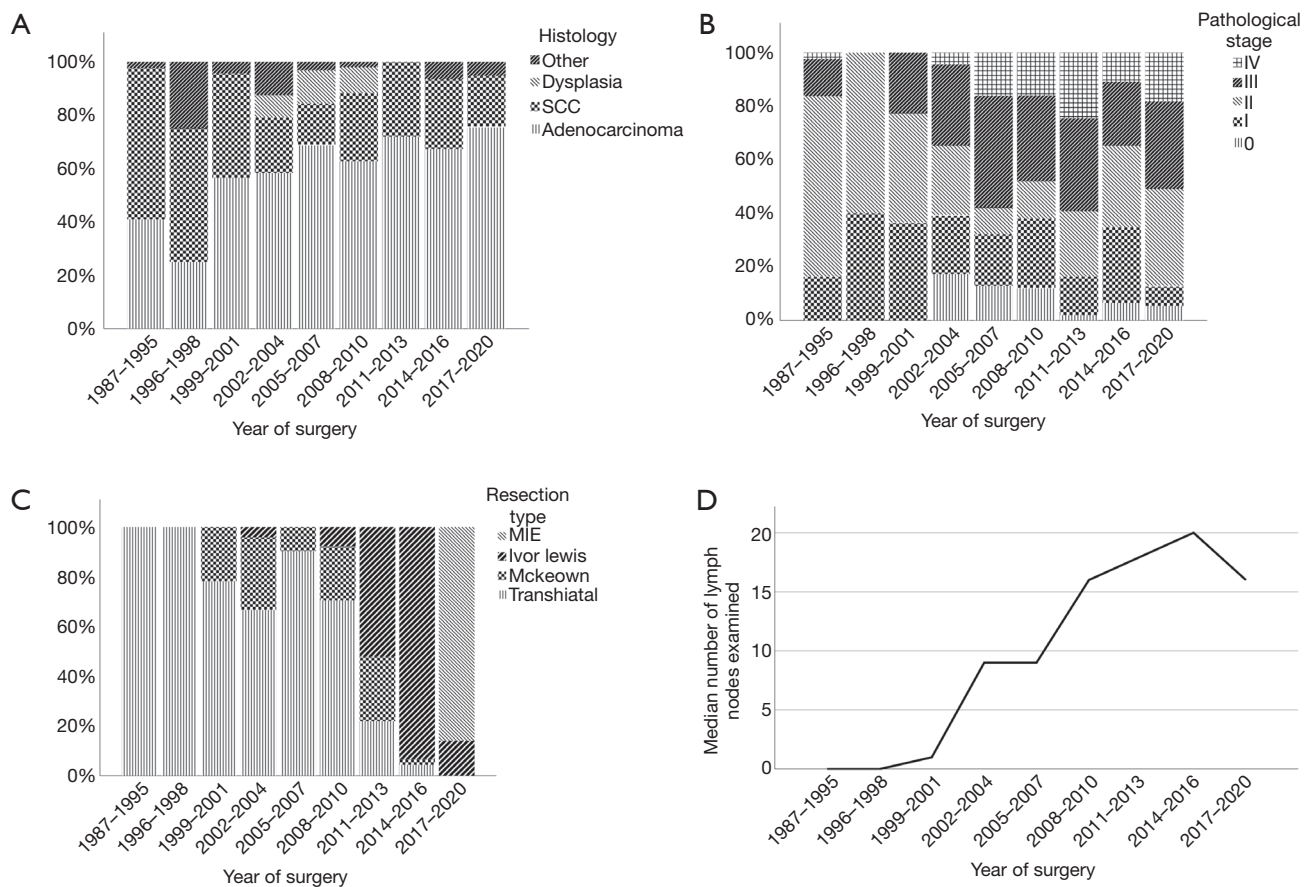 A
Histology
Other
Dysplasia
SCC
Adenocarcinoma
100%
80%
60%
40%
20%
0%
1987–1995
1996–1998
1999–2001
2002–2004
2005–2007
2008–2010
2011–2013
2014–2016
2017–2020
Year of surgery
B
Pathological
stage
IV
III
II
I
0
100%
80%
60%
40%
20%
0%
1987–1995
1996–1998
1999–2001
2002–2004
2005–2007
2008–2010
2011–2013
2014–2016
2017–2020
Year of surgery
C
Resection
type
MIE
Ivor lewis
Mckeown
Transhiatal
100%
80%
60%
40%
20%
0%
1987–1995
1996–1998
1999–2001
2002–2004
2005–2007
2008–2010
2011–2013
2014–2016
2017–2020
Year of surgery
D
Median number of lymph
nodes examined
20
15
10
5
0
1987–1995
1996–1998
1999–2001
2002–2004
2005–2007
2008–2010
2011–2013
2014–2016
2017–2020
Year of surgery